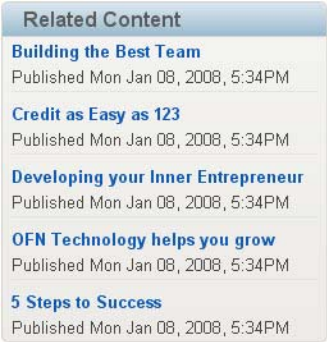 Related Content
Building the Best Team
Published Mon Jan 08, 2008, 5:34PM
Credit as Easy as 123
Published Mon Jan 08, 2008, 5:34PM
Developing your Inner Entrepreneur
Published Mon Jan 08, 2008, 5:34PM
OFN Technology helps you grow
Published Mon Jan 08, 2008, 5:34PM
5 Steps to Success
Published Mon Jan 08, 2008, 5:34PM